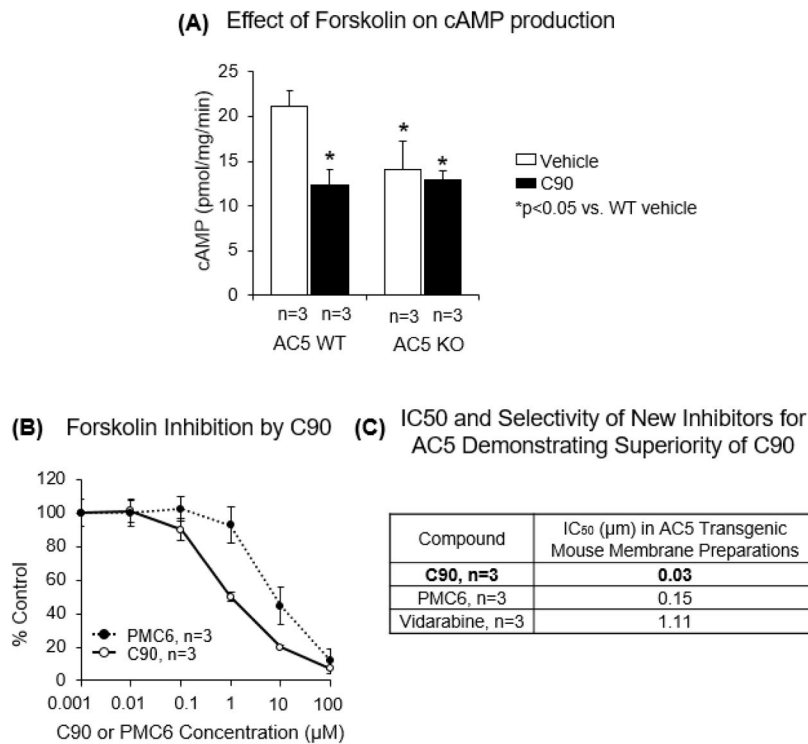 (A) Effect of Forskolin on cAMP production
cAMP (pmol/mg/min)
25
20
15
10
5
0
*
*
*
n=3 n=3
n=3 n=3
AC5 WT
AC5 KO
Vehicle
C90
*p<0.05 vs. WT vehicle
(B) Forskolin Inhibition by C90
% Control
120
100
80
60
40
20
0
PMC6, n=3
C90, n=3
0.001 0.01 0.1 1 10 100
C90 or PMC6 Concentration (µM)
(C) IC50 and Selectivity of New Inhibitors for
AC5 Demonstrating Superiority of C90
Compound
IC₅₀ (µm) in AC5 Transgenic
Mouse Membrane Preparations
C90, n=3 0.03
PMC6, n=3 0.15
Vidarabine, n=3 1.11